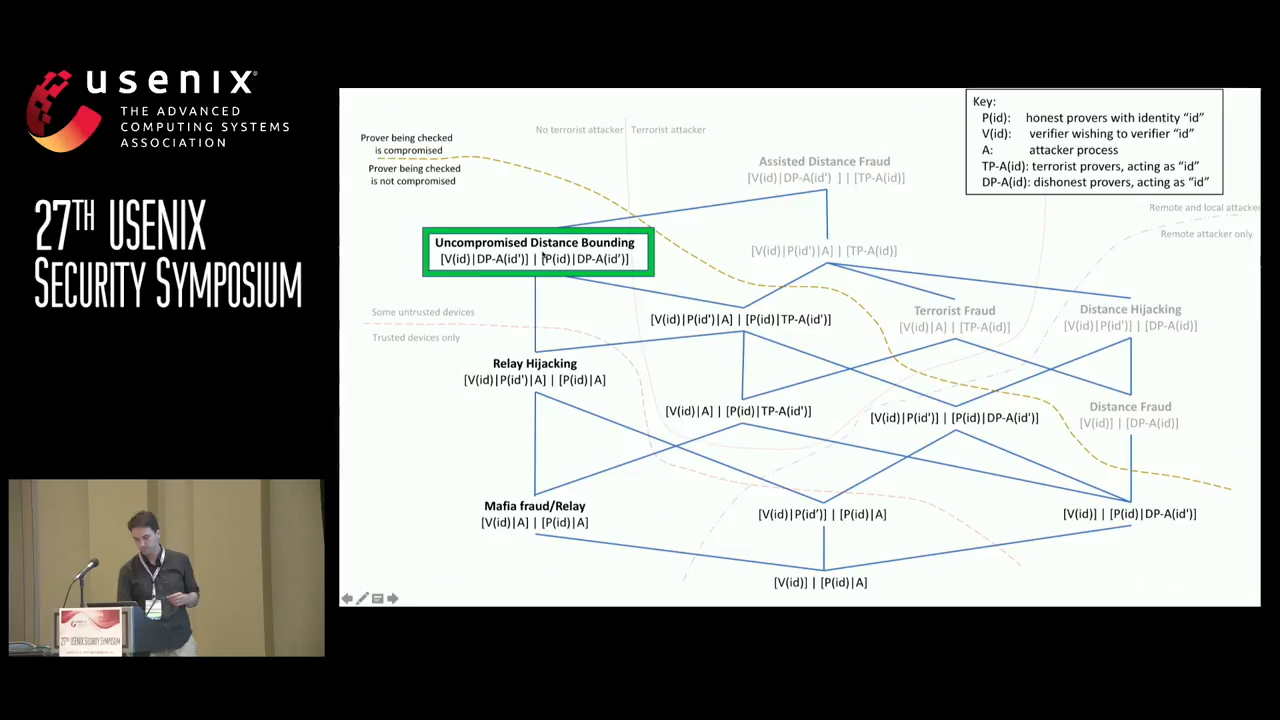 usenix
THE ADVANCED
COMPUTING SYSTEMS
ASSOCIATION
27TH USENIX
SECURITY SYMPOSIUM
Key:
P(id): honest provers with identity “id”
V(id): verifier wishing to verifier “id”
A: attacker process
TP-A(id): terrorist provers, acting as “id”
DP-A(id): dishonest provers, acting as “id”
No terrorist attacker
Terrorist attacker
Prover being checked
is compromised
Prover being checked
is not compromised
Assisted Distance Fraud
[V(id)|DP-A(id') ] | [TP-A(id)]
Remote and local attacker
Remote attacker only
Uncompromised Distance Bounding
[V(id)|DP-A(id')] | [P(id)|DP-A(id’)]
[V(id)|P(id')|A] | [TP-A(id)]
Some untrusted devices
Trusted devices only
[V(id)|P(id')|A] | [P(id)|TP-A(id')]
Terrorist Fraud
[V(id)|A] | [TP-A(id)]
Distance Hijacking
[V(id)|P(id')] | [DP-A(id)]
Relay Hijacking
[V(id)|P(id')|A] | [P(id)|A]
[V(id)|A] | [P(id)|TP-A(id')]
[V(id)|P(id')] | [P(id)|DP-A(id')]
Distance Fraud
[V(id)] | [DP-A(id)]
Mafia fraud/Relay
[V(id)|A] | [P(id)|A]
[V(id)|P(id’)] | [P(id)|A]
[V(id)] | [P(id)|DP-A(id')]
[V(id)] | [P(id)|A]
27TH USENIX
SECURITY SYMPOSIUM